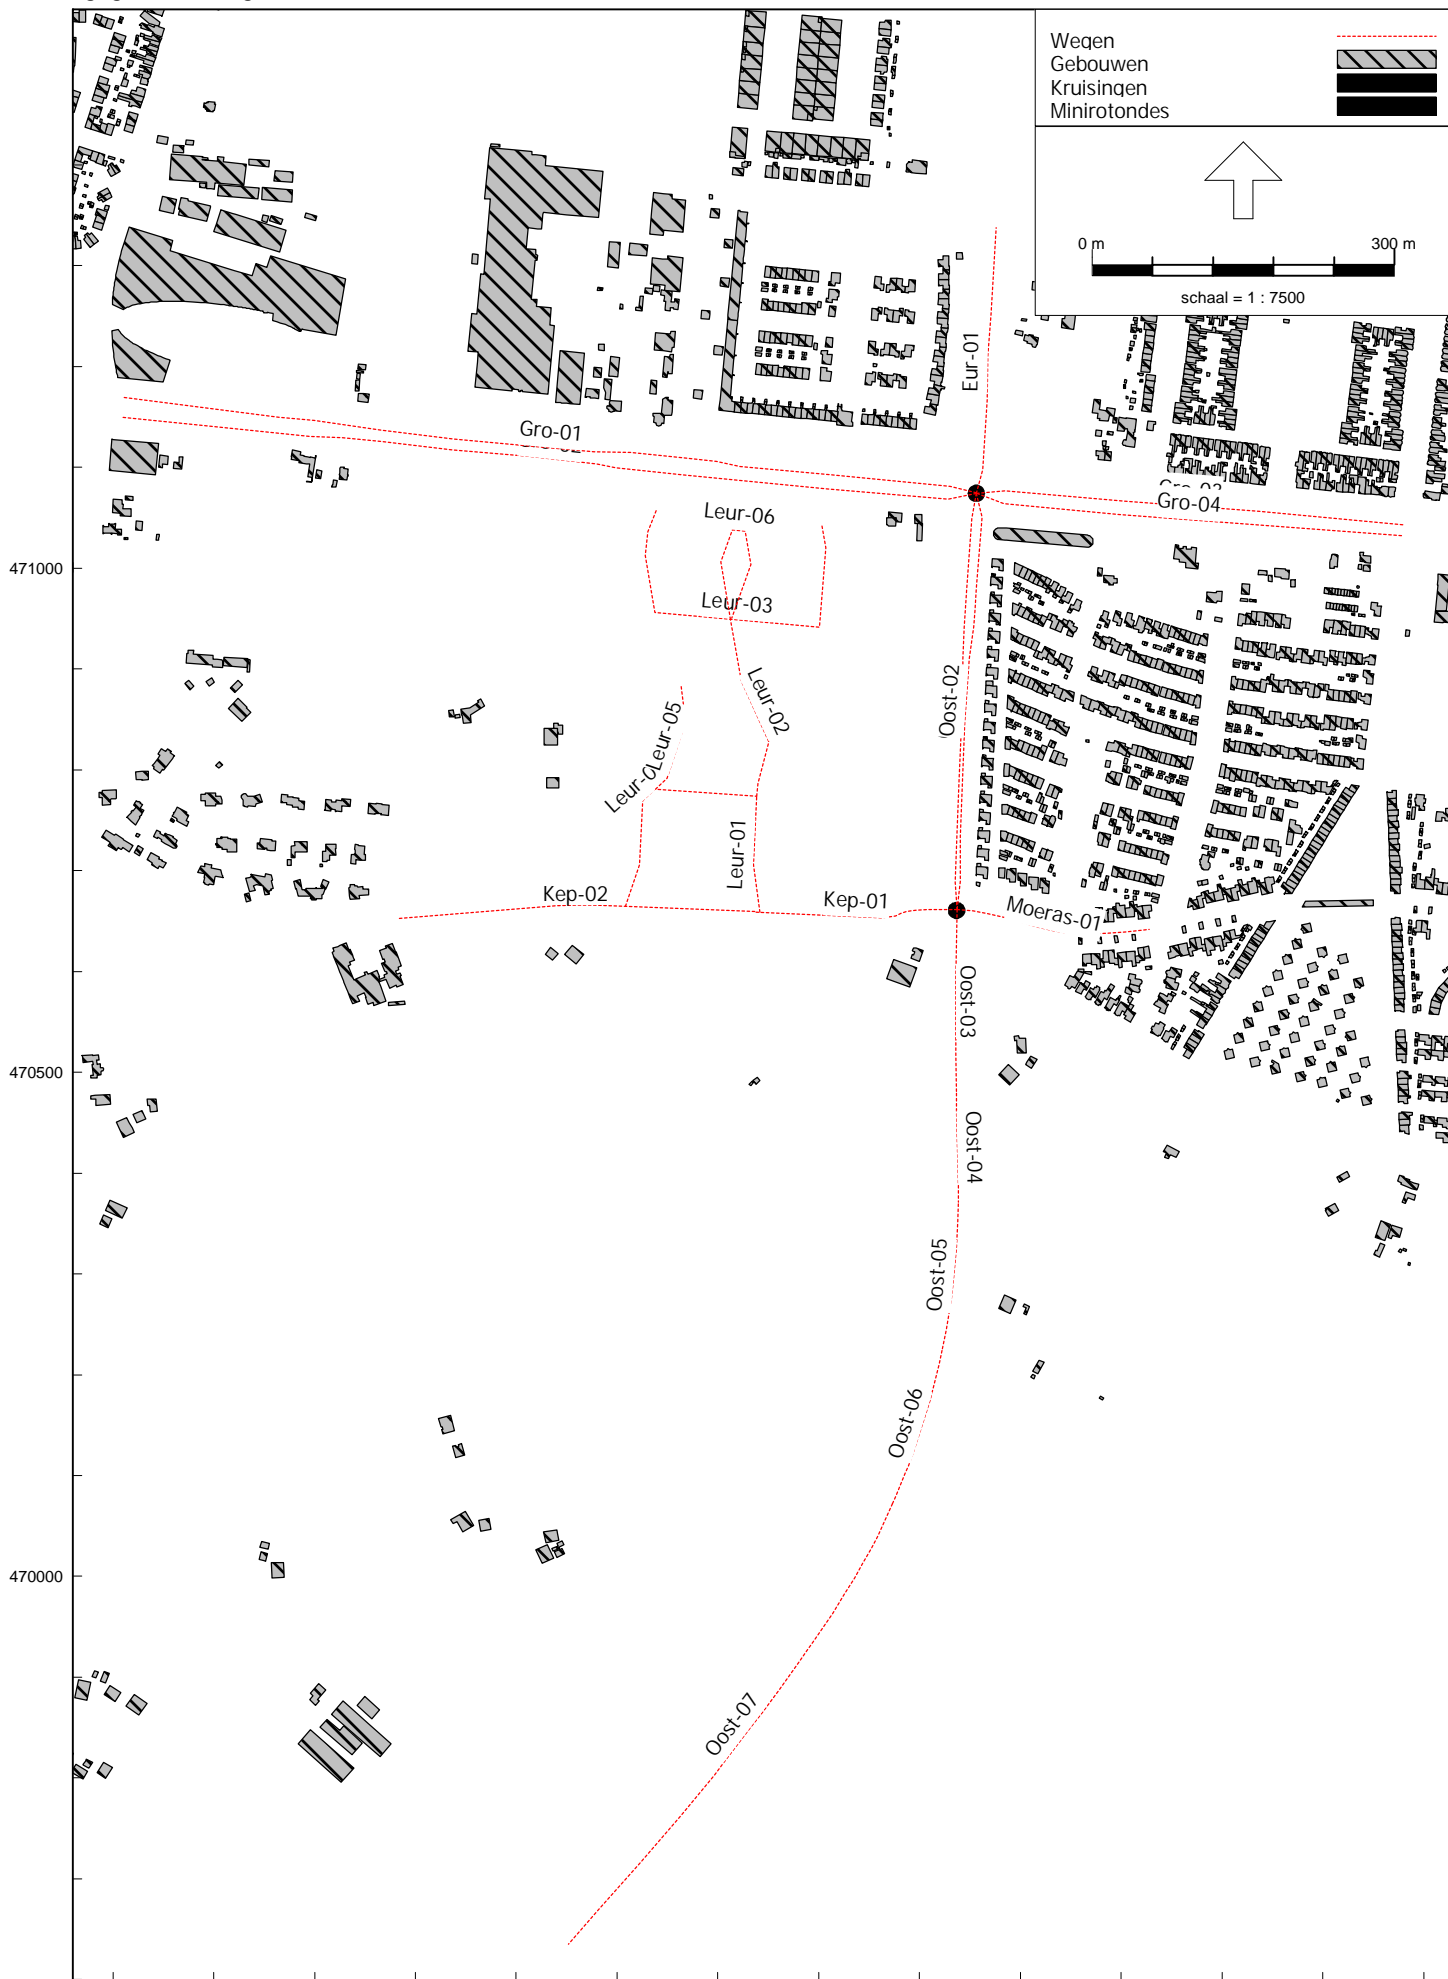 Wegen
Gebouwen
Kruisingen
Minirotondes
0 m 300 m
schaal = 1 : 7500
Eur-01
Gro-01
Gro-04
Leur-06
471000
Leur-03
Oost-02
Leur-02
Leur-05
Leur-01
Kep-02
Kep-01
Moeras-01
Oost-03
470500
Oost-04
Oost-05
Oost-06
470000
Oost-07